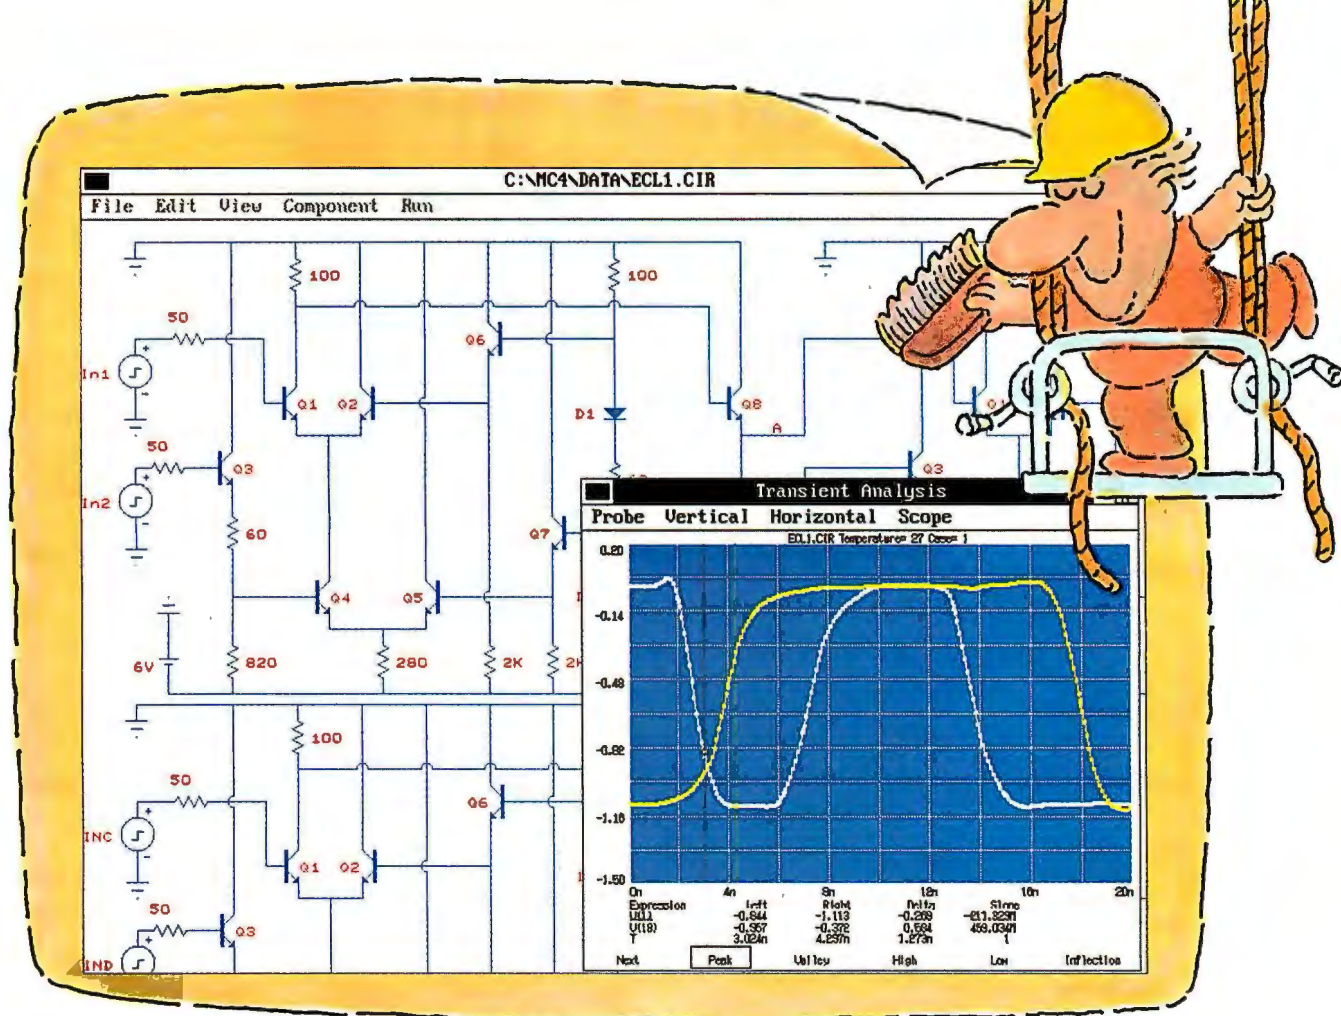 C:\MC4\DATA\ECL1.CIR
File Edit View Component Run
100
100
50
Q6
In1
Q1 Q2
D1
Q8
A
50
Q3
Q3
In2
60
Q7
Q4 Q5
6V
820
280
2K
100
50
Q6
INC
Q1 Q2
50
Q3
IND
Transient Analysis
Probe Vertical Horizontal Scope
ECL1.CIR Temperature= 27 Case= 1
0.20
-0.14
-0.48
-0.82
-1.16
-1.50
0n 4n 8n 12n 16n 20n
Expression Left Right Delta Slope
-0.844 -1.113 -0.269
V(18) -0.957 -0.372 0.584 459.034M
T 3.024n 4.297n 1.273n 1
Next Peak Valley High Low Inflection